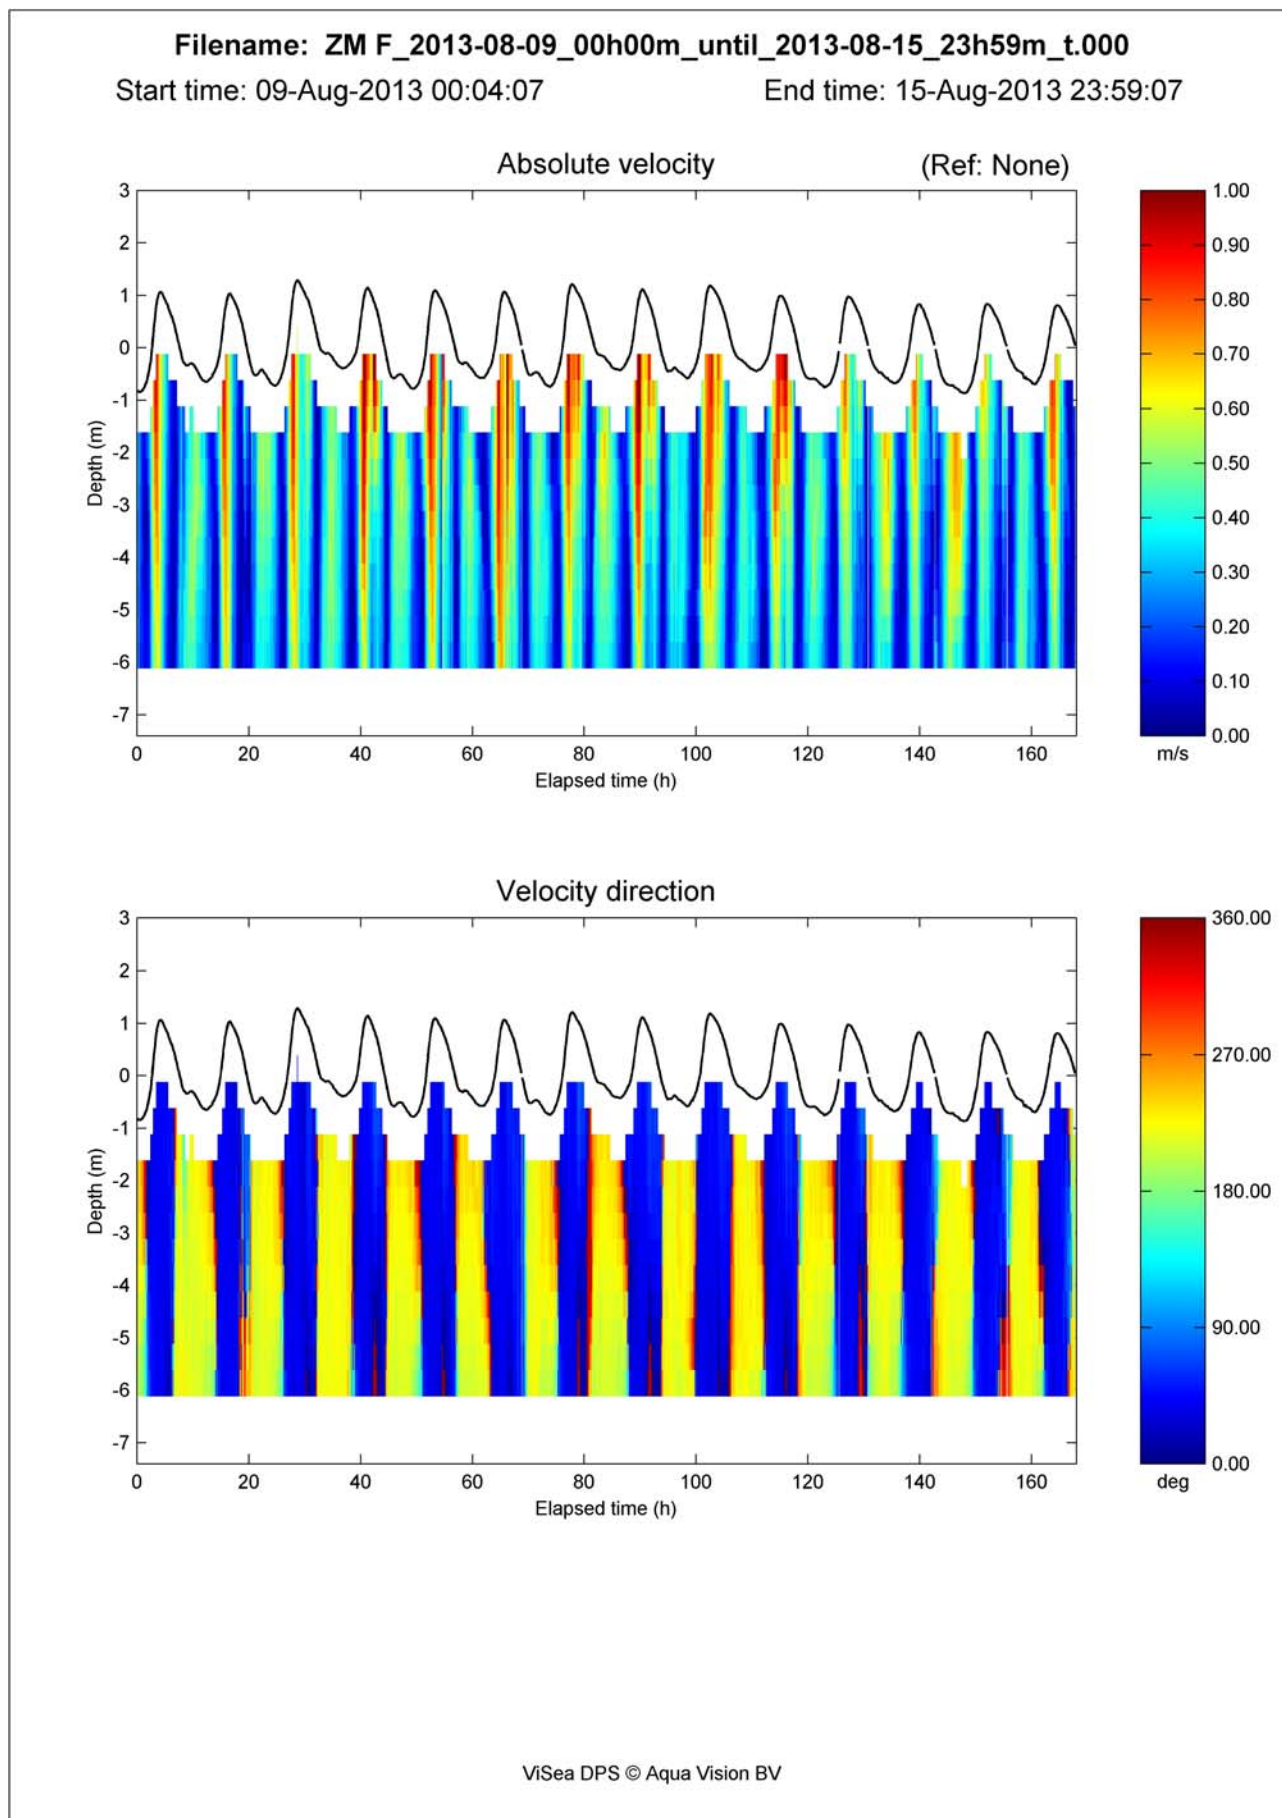 Filename: ZM F_2013-08-09_00h00m_until_2013-08-15_23h59m_t.000
Start time: 09-Aug-2013 00:04:07 End time: 15-Aug-2013 23:59:07
Absolute velocity (Ref: None)
3
2
1
0
-1
-2
-3
-4
-5
-6
-7
Depth (m)
0 20 40 60 80 100 120 140 160
Elapsed time (h)
1.00
0.90
0.80
0.70
0.60
0.50
0.40
0.30
0.20
0.10
0.00
m/s
Velocity direction
3
2
1
0
-1
-2
-3
-4
-5
-6
-7
Depth (m)
0 20 40 60 80 100 120 140 160
Elapsed time (h)
360.00
270.00
180.00
90.00
0.00
deg
ViSea DPS © Aqua Vision BV